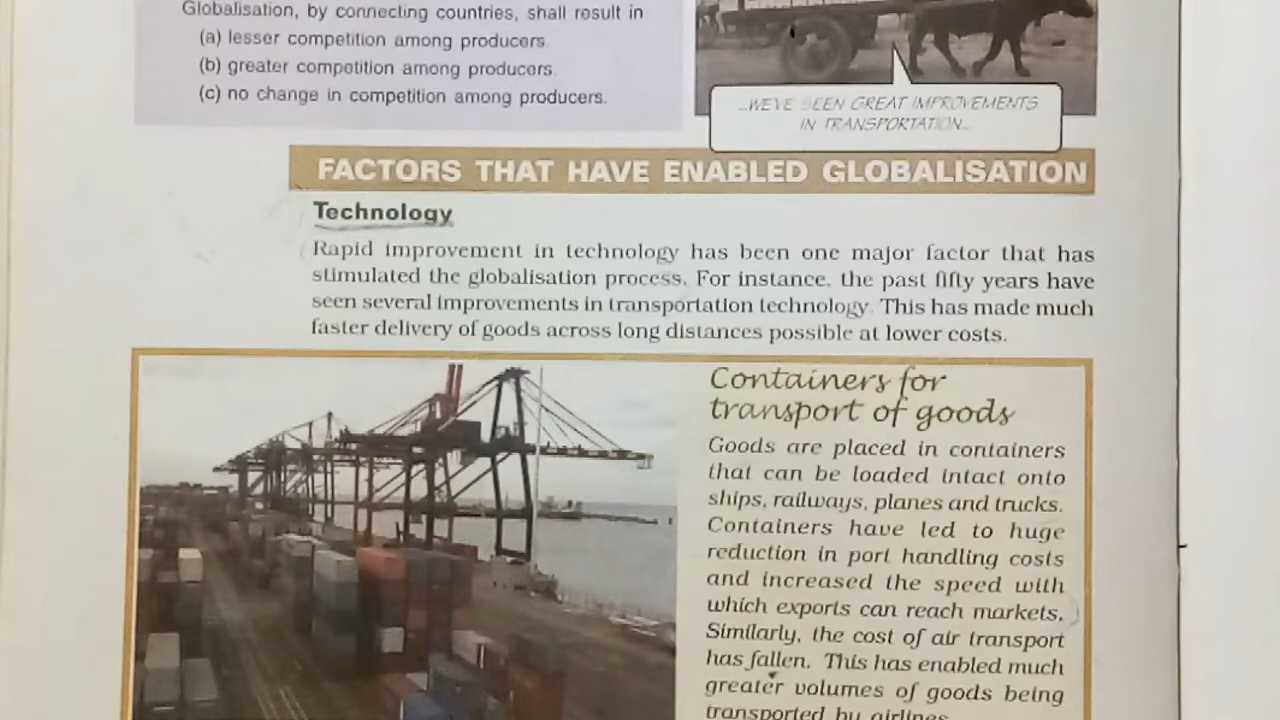 Globalisation, by connecting countries, shall result in
(a) lesser competition among producers.
(b) greater competition among producers.
(c) no change in competition among producers.
...WE'VE SEEN GREAT IMPROVEMENTS
IN TRANSPORTATION...
FACTORS THAT HAVE ENABLED GLOBALISATION
Technology
Rapid improvement in technology has been one major factor that has
stimulated the globalisation process. For instance, the past fifty years have
seen several improvements in transportation technology. This has made much
faster delivery of goods across long distances possible at lower costs.
Containers for
transport of goods
Goods are placed in containers
that can be loaded intact onto
ships, railways, planes and trucks.
Containers have led to huge
reduction in port handling costs
and increased the speed with
which exports can reach markets.
Similarly, the cost of air transport
has fallen. This has enabled much
greater volumes of goods being
transported by airlines.